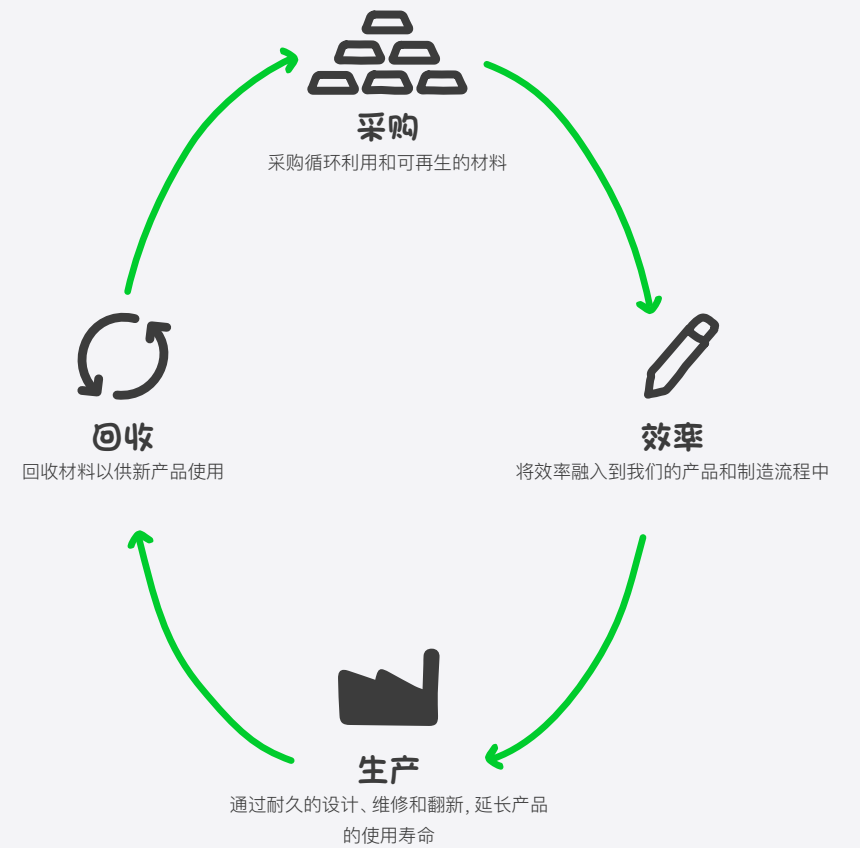 采购
采购循环利用和可再生的材料
回收
回收材料以供新产品使用
效率
将效率融入到我们的产品和制造流程中
生产
通过耐久的设计、维修和翻新, 延长产品
的使用寿命